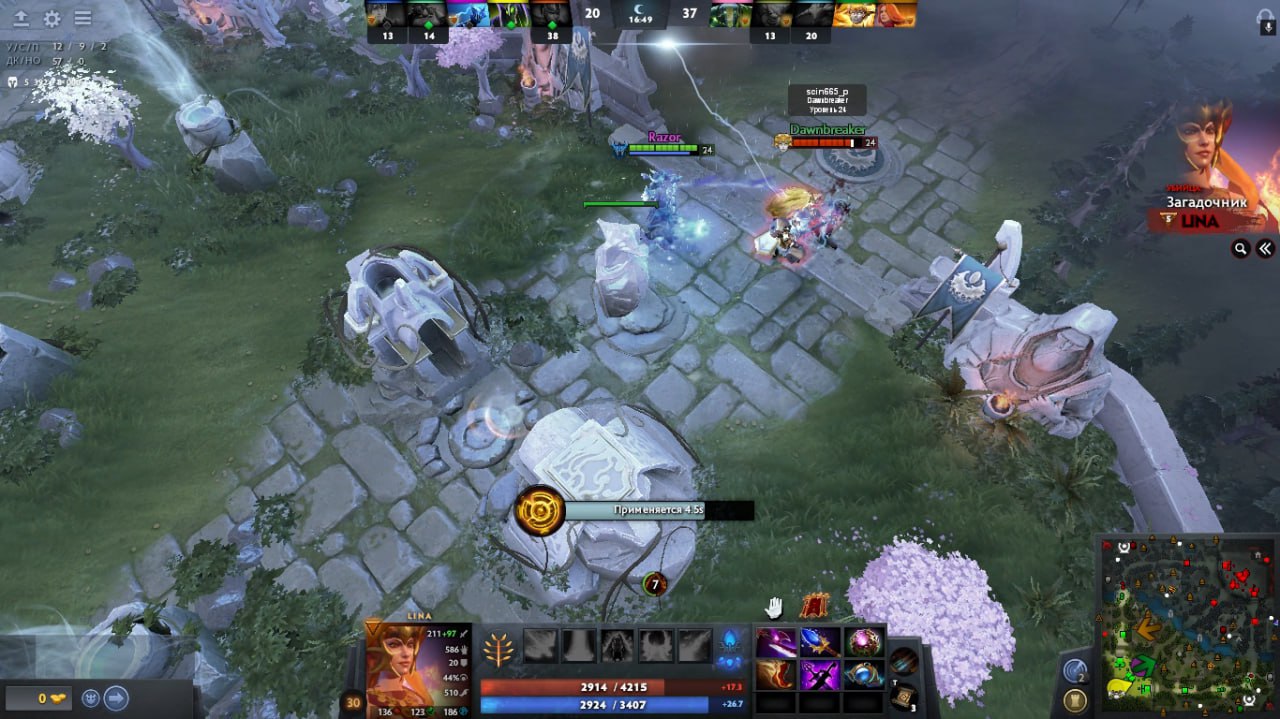 20 16:49 37
13 14 38 13 20
У/С/П 12 / 9 / 2
ДК/НО 57 / 0
scin665_p
Dawnbreaker
Уровень 24
Razor
24
Dawnbreaker
24
УБИЙЦА
Загадочник
5 LINA
Применяется 4.5s
7
LINA
211+97
586
20
44%
510
30
136 123 186
2914 / 4215 +17.3
2924 / 3407 +26.7
T
3
2
0